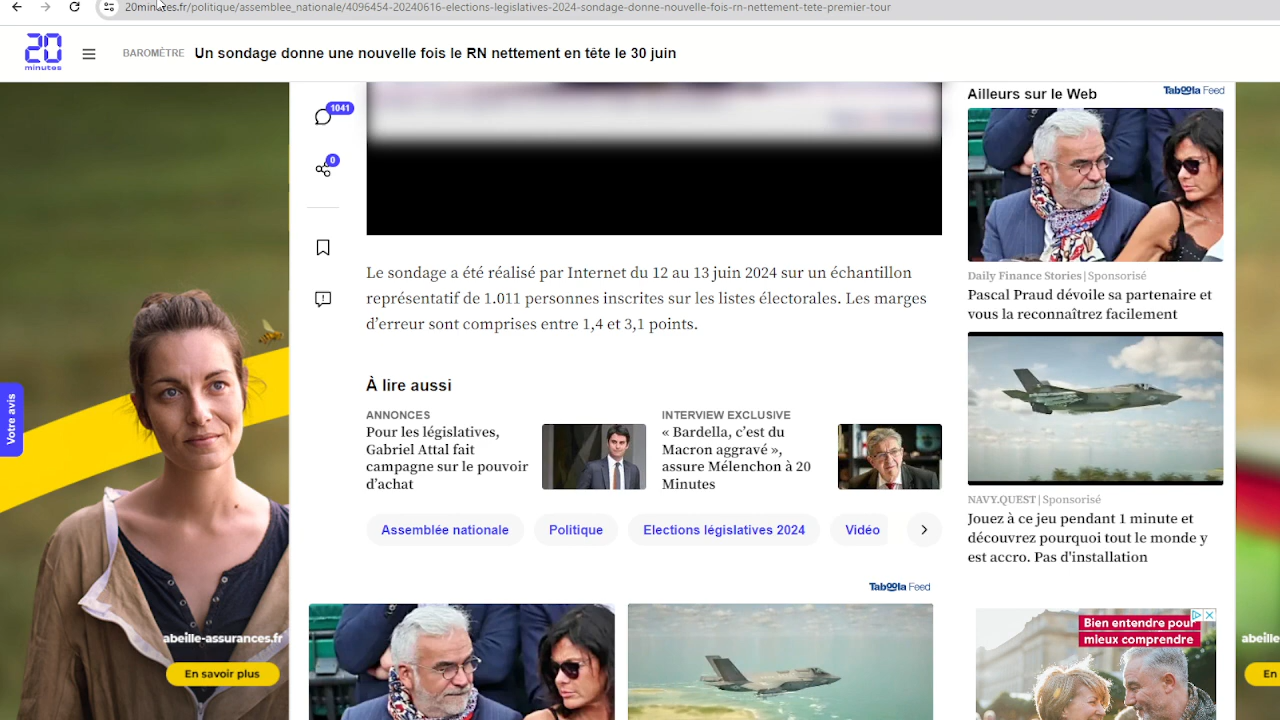 20minutes.fr/politique/assemblee_nationale/4096454-20240616-elections-legislatives-2024-sondage-donne-nouvelle-fois-rn-nettement-tete-premier-tour
20
minutes
BAROMÈTRE
Un sondage donne une nouvelle fois le RN nettement en tête le 30 juin
1041
0
Le sondage a été réalisé par Internet du 12 au 13 juin 2024 sur un échantillon
représentatif de 1.011 personnes inscrites sur les listes électorales. Les marges
d’erreur sont comprises entre 1,4 et 3,1 points.
À lire aussi
ANNONCES
Pour les législatives,
Gabriel Attal fait
campagne sur le pouvoir
d’achat
INTERVIEW EXCLUSIVE
« Bardella, c’est du
Macron aggravé »,
assure Mélenchon à 20
Minutes
Assemblée nationale
Politique
Elections législatives 2024
Vidéo
Taboola Feed
Ailleurs sur le Web
Taboola Feed
Daily Finance Stories | Sponsorisé
Pascal Praud dévoile sa partenaire et
vous la reconnaîtrez facilement
NAVY.QUEST | Sponsorisé
Jouez à ce jeu pendant 1 minute et
découvrez pourquoi tout le monde y
est accro. Pas d'installation
Bien entendre pour
mieux comprendre
Votre avis
abeille-assurances.fr
En savoir plus
abeille
En